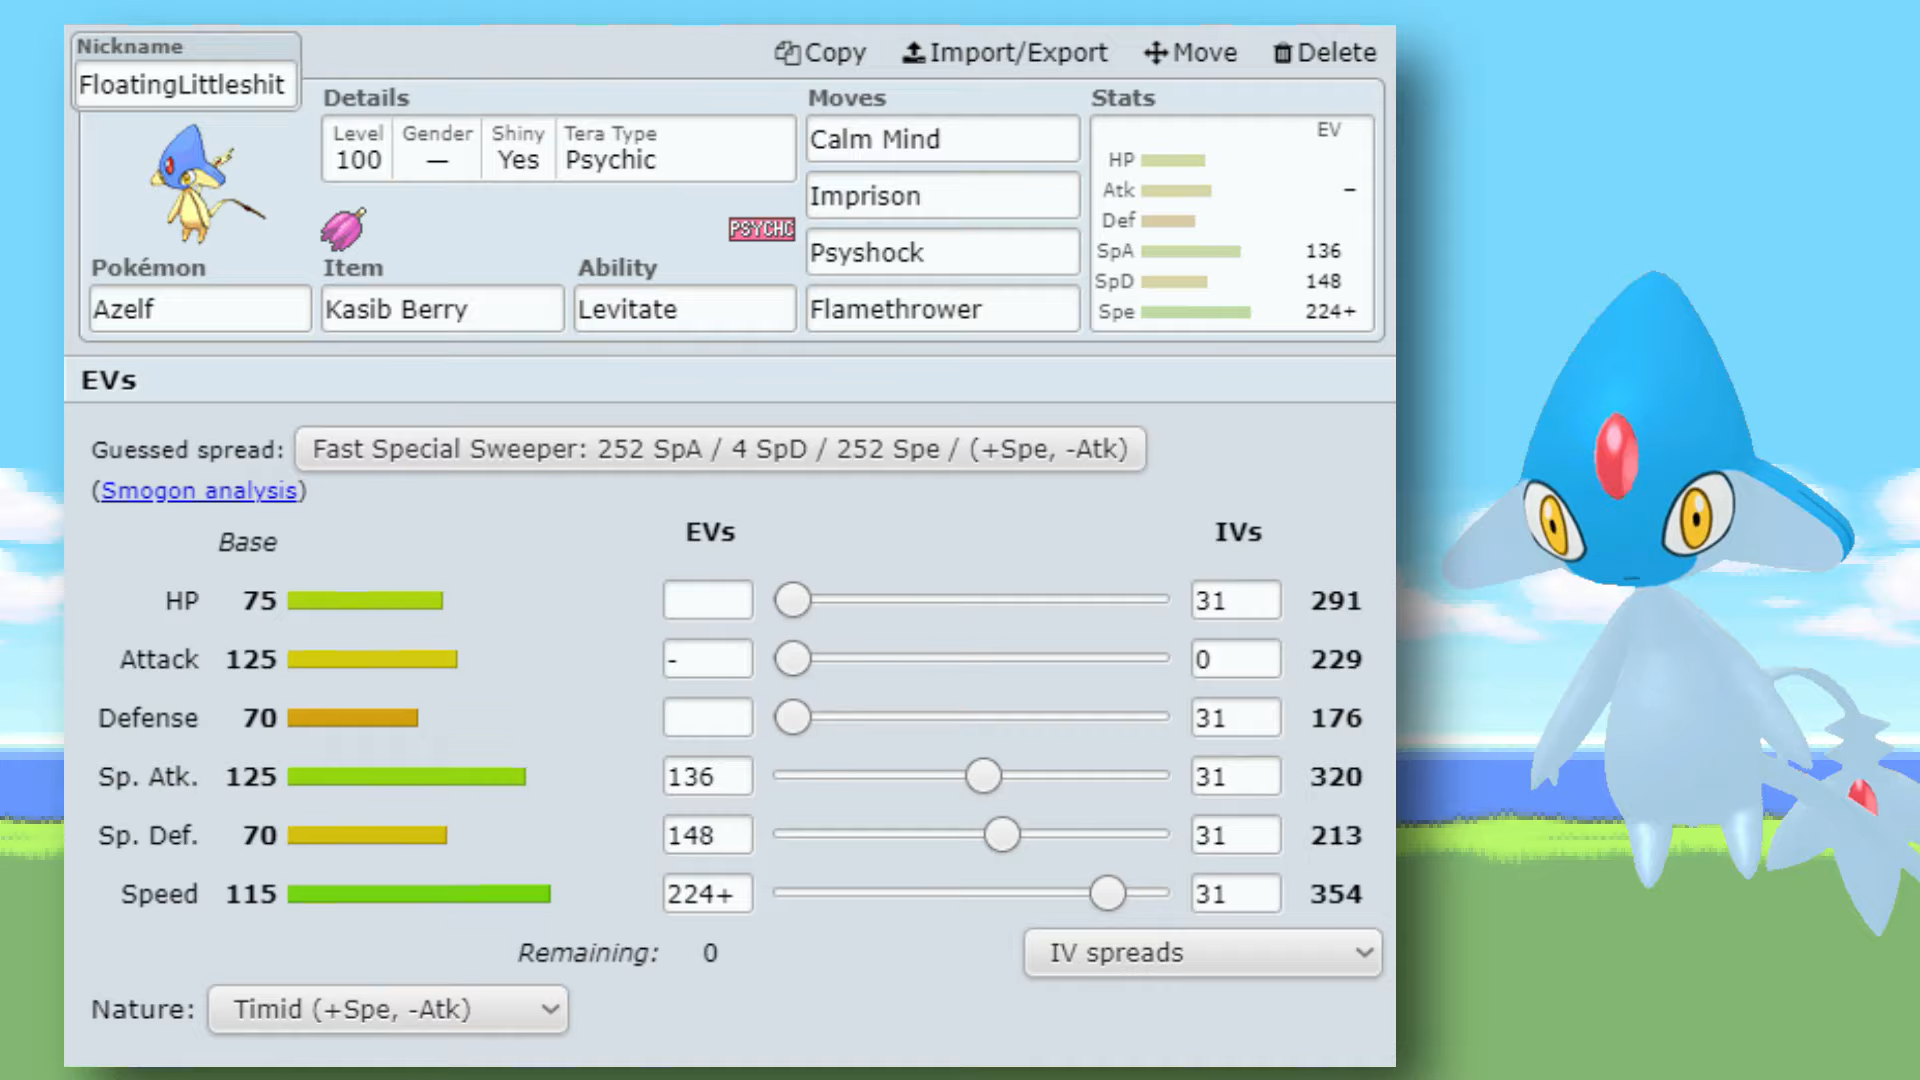 Nickname
FloatingLittleshit
Copy Import/Export Move Delete
Details
Level Gender Shiny Tera Type
100 — Yes Psychic
PSYCHC
Pokémon Item Ability
Azelf Kasib Berry Levitate
Moves
Calm Mind
Imprison
Psyshock
Flamethrower
Stats
EV
HP
Atk –
Def
SpA 136
SpD 148
Spe 224+
EVs
Guessed spread: Fast Special Sweeper: 252 SpA / 4 SpD / 252 Spe / (+Spe, -Atk)
(Smogon analysis)
Base EVs IVs
HP 75 31 291
Attack 125 - 0 229
Defense 70 31 176
Sp. Atk. 125 136 31 320
Sp. Def. 70 148 31 213
Speed 115 224+ 31 354
Remaining: 0 IV spreads
Nature: Timid (+Spe, -Atk)